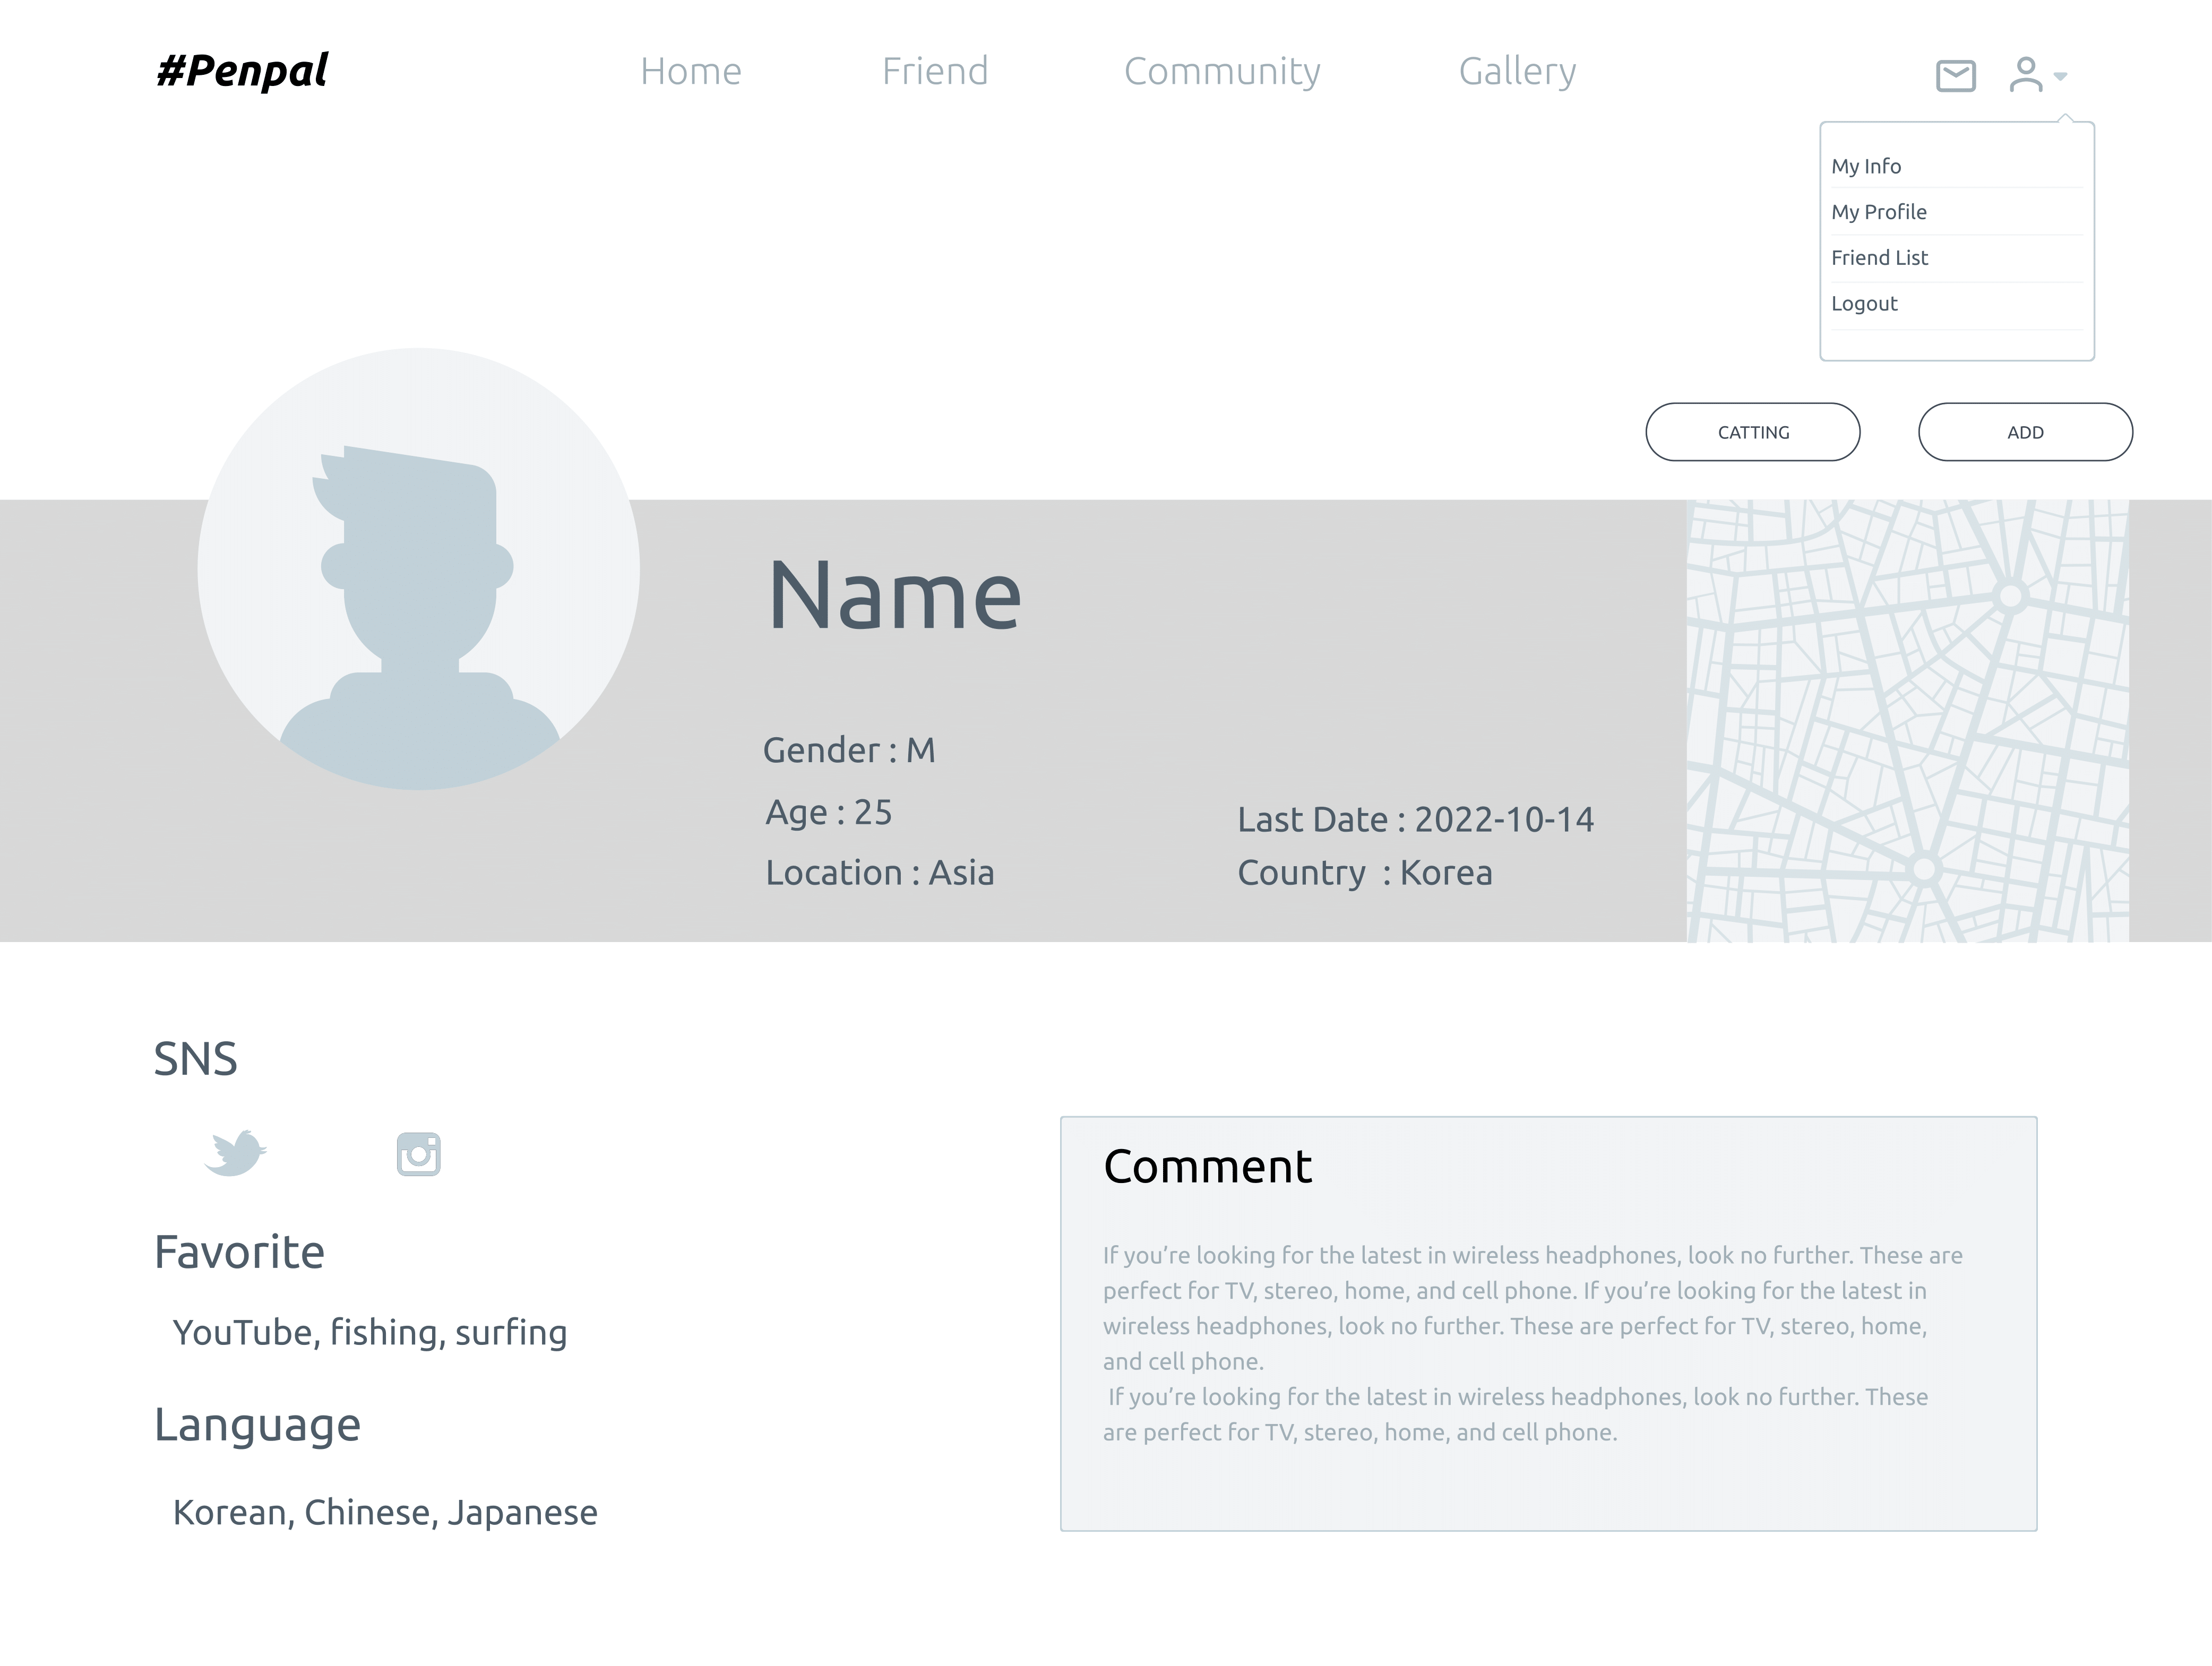 #Penpal
Home
Friend
Community
Gallery
My Info
My Profile
Friend List
Logout
CATTING
ADD
Name
Gender : M
Age : 25
Location : Asia
Last Date : 2022-10-14
Country  : Korea
SNS
Favorite
YouTube, fishing, surfing
Language
Korean, Chinese, Japanese
Comment
If you’re looking for the latest in wireless headphones, look no further. These are
perfect for TV, stereo, home, and cell phone. If you’re looking for the latest in
wireless headphones, look no further. These are perfect for TV, stereo, home,
and cell phone.
If you’re looking for the latest in wireless headphones, look no further. These
are perfect for TV, stereo, home, and cell phone.